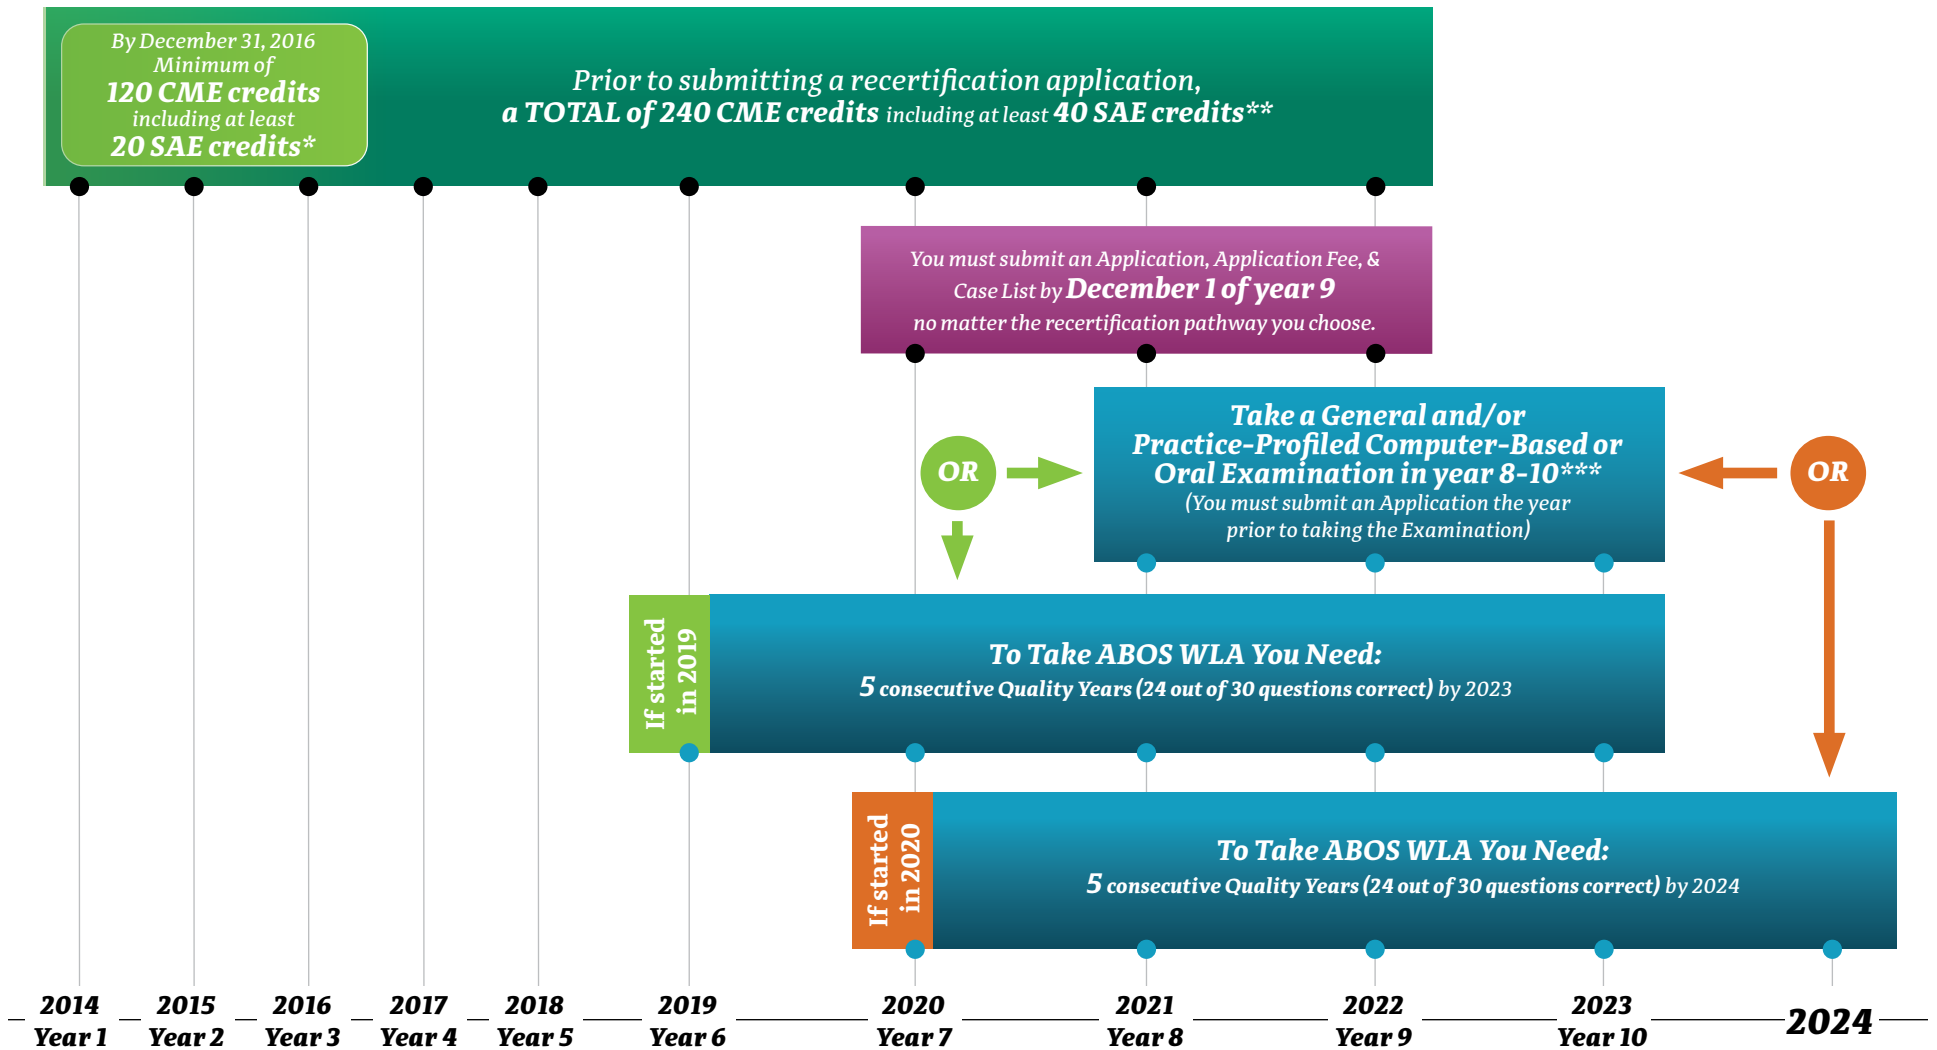 By December 31, 2016
Minimum of
120 CME credits
including at least
20 SAE credits*
Prior to submitting a recertification application,
a TOTAL of 240 CME credits including at least 40 SAE credits**
You must submit an Application, Application Fee, &
Case List by December 1 of year 9
no matter the recertification pathway you choose.
Take a General and/or
Practice-Profiled Computer-Based or
Oral Examination in year 8-10***
(You must submit an Application the year
prior to taking the Examination)
OR
OR
If started
in 2019
To Take ABOS WLA You Need:
5 consecutive Quality Years (24 out of 30 questions correct) by 2023
If started
in 2020
To Take ABOS WLA You Need:
5 consecutive Quality Years (24 out of 30 questions correct) by 2024
2014
Year 1
2015
Year 2
2016
Year 3
2017
Year 4
2018
Year 5
2019
Year 6
2020
Year 7
2021
Year 8
2022
Year 9
2023
Year 10
2024